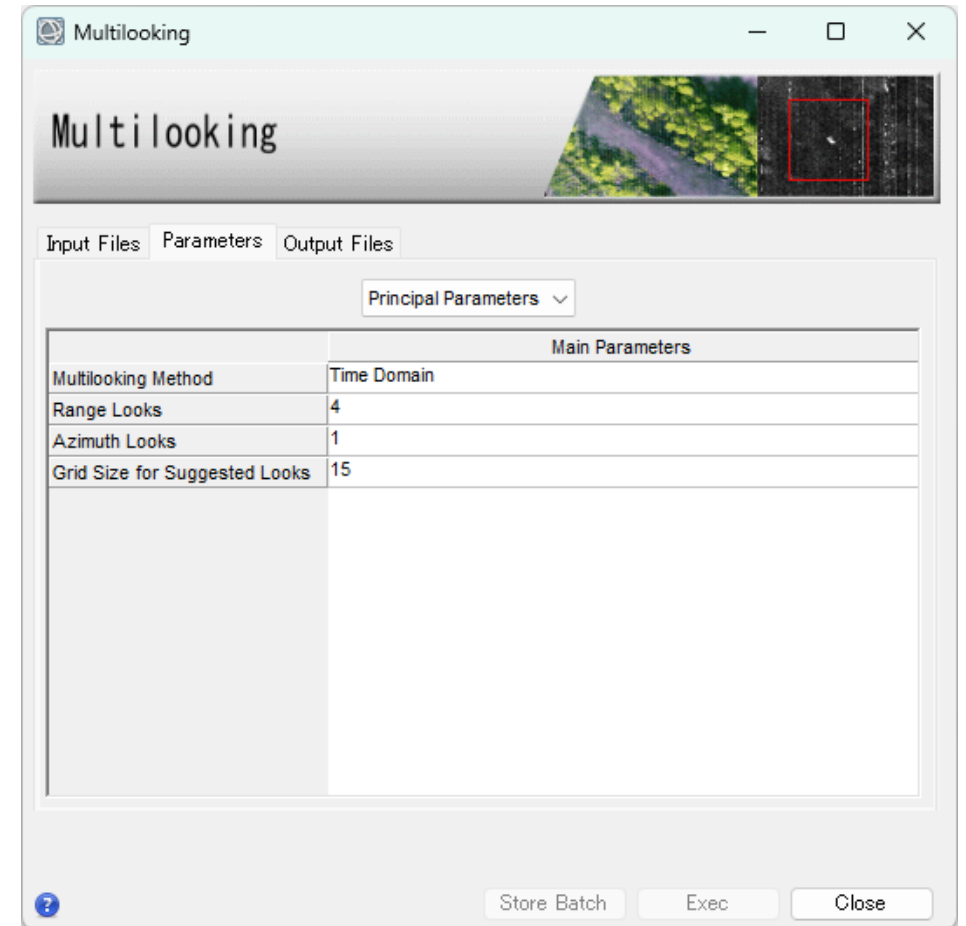 Multilooking
Multilooking
Input Files Parameters Output Files
Principal Parameters
Main Parameters
Multilooking Method Time Domain
Range Looks 4
Azimuth Looks 1
Grid Size for Suggested Looks 15
? Store Batch Exec Close